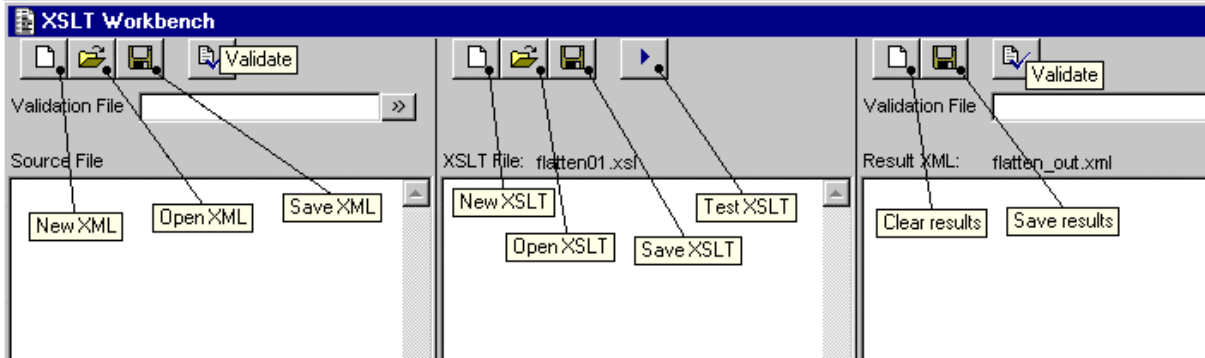 XSLT Workbench
Validate
Validation File
>>
Source File
New XML
Open XML
Save XML
XSLT File: flatten01.xsl
New XSLT
Open XSLT
Save XSLT
Test XSLT
Validate
Validation File
Result XML: flatten_out.xml
Clear results
Save results